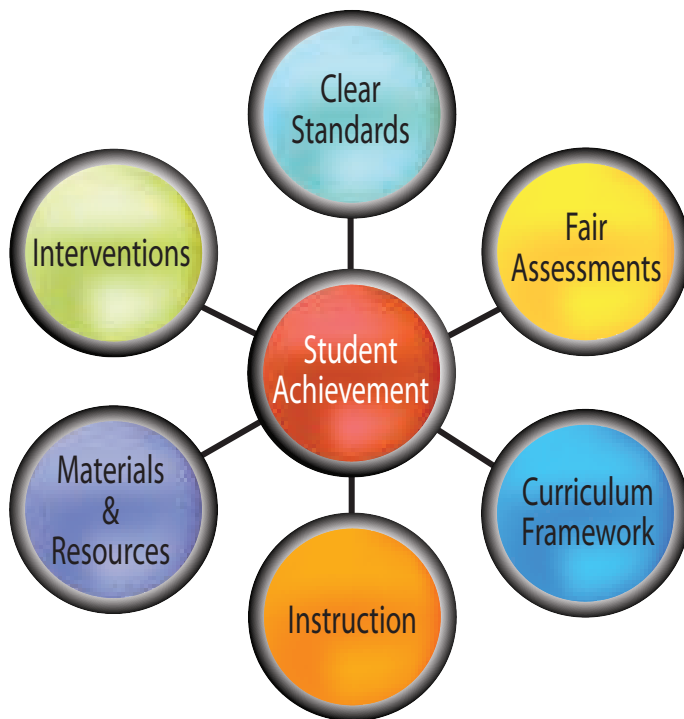 Clear
Standards
Fair
Assessments
Curriculum
Framework
Instruction
Materials
&
Resources
Interventions
Student
Achievement